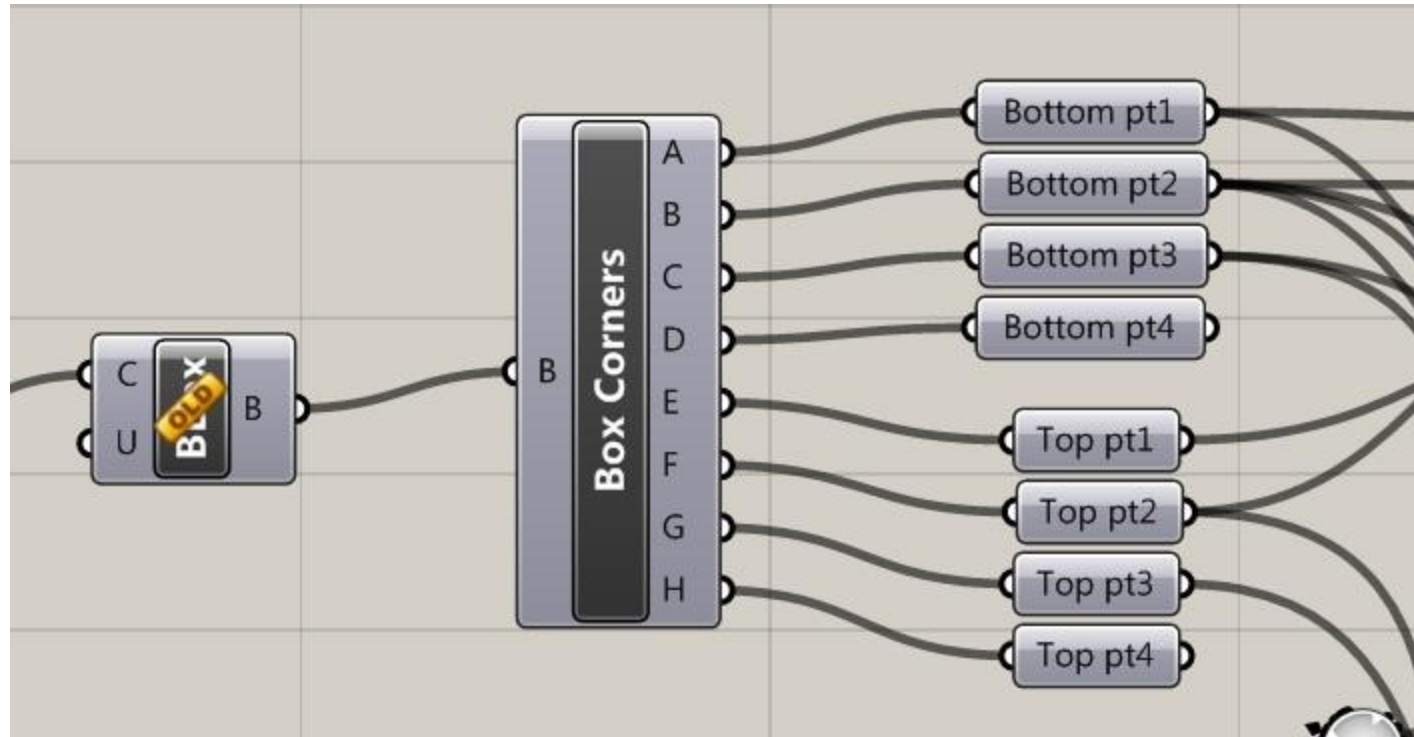 C
U
OLD
B
B
Box Corners
A
B
C
D
E
F
G
H
Bottom pt1
Bottom pt2
Bottom pt3
Bottom pt4
Top pt1
Top pt2
Top pt3
Top pt4